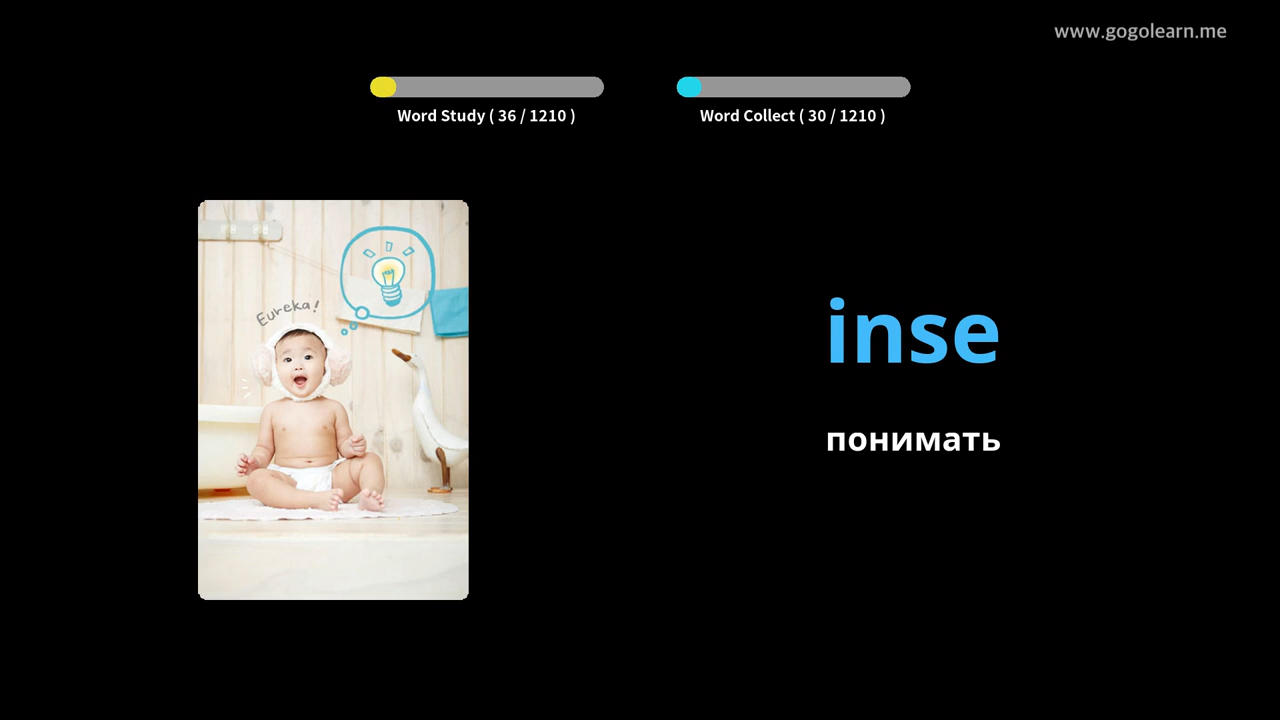 www.gogolearn.me
Word Study ( 36 / 1210 )
Word Collect ( 30 / 1210 )
Eureka!
inse
понимать